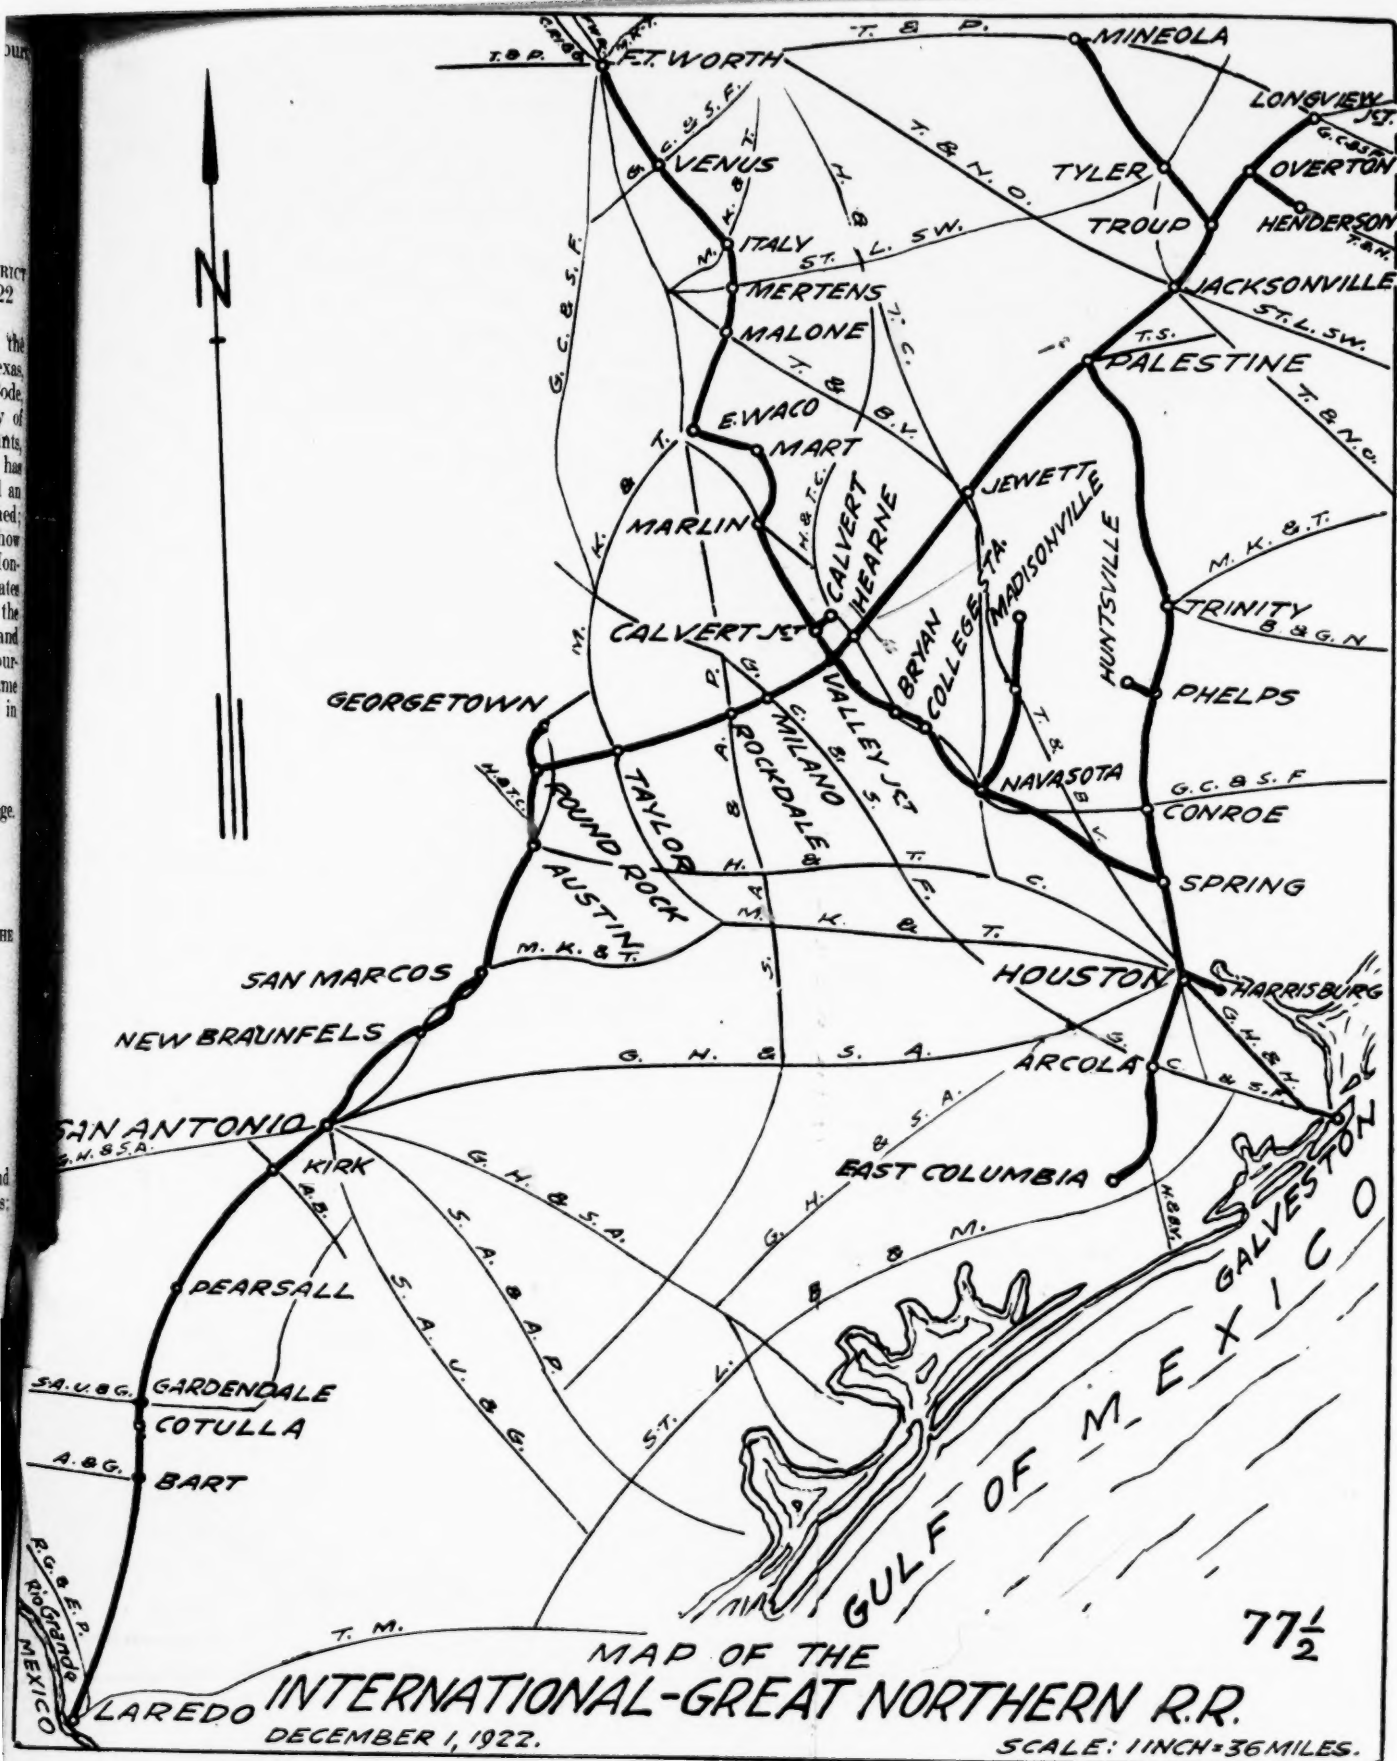 T. & P.
MINEOLA
T. & P.
FT. WORTH
LONGVIEW
JCT.
G. C. & S. F.
VENUS
T. & N. O.
H. &
T. C.
TYLER
OVERTON
M. K. & T.
ITALY
ST. L. SW.
TROUP
HENDERSON
T. & N.
N
G. C. & S. F.
MERTENS
JACKSONVILLE
ST. L. SW.
MALONE
T. S.
PALESTINE
T. & B. V.
T. & N. O.
E. WACO
MART
JEWETT
M. K. & T.
MARLIN
H. & T. C.
CALVERT
HEARNE
MADISONVILLE
HUNTSVILLE
M. K. & T.
TRINITY
B. & G. N
CALVERT JCT
BRYAN
COLLEGE STA.
GEORGETOWN
PHELPS
G. C. & S. F.
VALLEY JCT
MILANO
ROCKDALE
T. & B. V.
NAVASOTA
G. C. & S. F
CONROE
H. & T. C.
ROUND ROCK
TAYLOR
S. A. & A. P.
AUSTIN
H. & T. C.
SPRING
M. K. & T.
M. K. & T.
SAN MARCOS
HOUSTON
HARRISBURG
NEW BRAUNFELS
G. H. & S. A.
G. H. & H.
ARCOLA
G. C. & S. F.
SAN ANTONIO
G. H. & S. A.
G. H. & S. A.
G. H. & S. A.
EAST COLUMBIA
KIRK
A. B.
H. & B. V.
GALVESTON
S. A. & A. P.
ST. L. B. & M.
PEARSALL
S. A. U. & G.
S. A. U. & G.
GARDENDALE
COTULLA
A. & G.
BART
GULF OF MEXICO
R. G. & E. P.
Rio Grande
MEXICO
T. M.
LAREDO
77½
MAP OF THE
INTERNATIONAL-GREAT NORTHERN R.R.
DECEMBER 1, 1922.
SCALE: 1 INCH = 36 MILES.